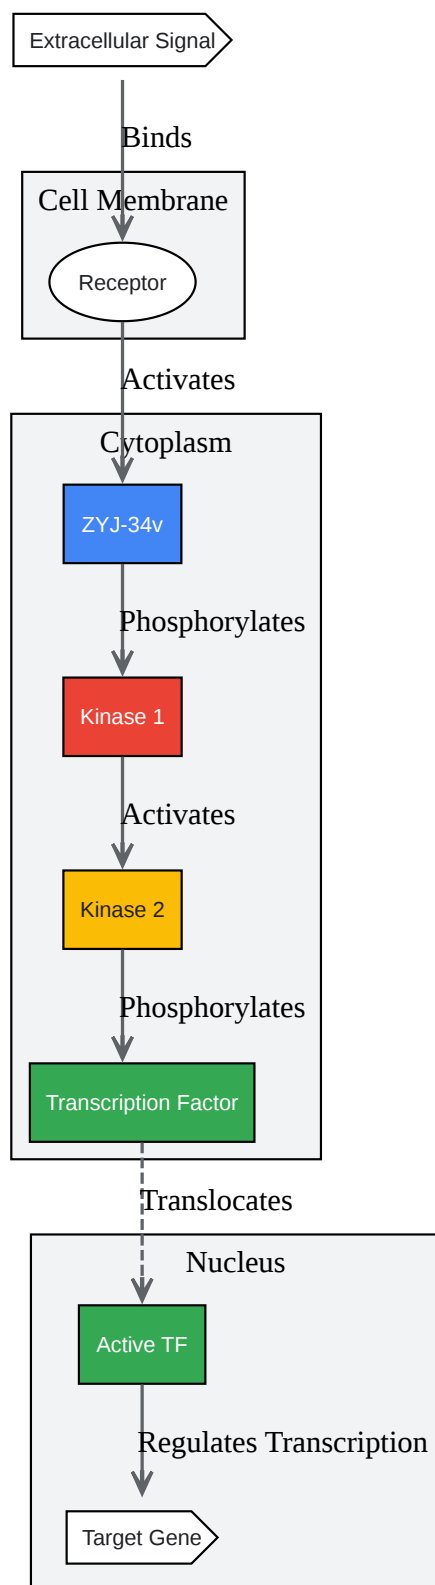 Extracellular Signal
Binds
Cell Membrane
Receptor
Activates
Cytoplasm
ZYJ-34v
Phosphorylates
Kinase 1
Activates
Kinase 2
Phosphorylates
Transcription Factor
Translocates
Nucleus
Active TF
Regulates Transcription
Target Gene